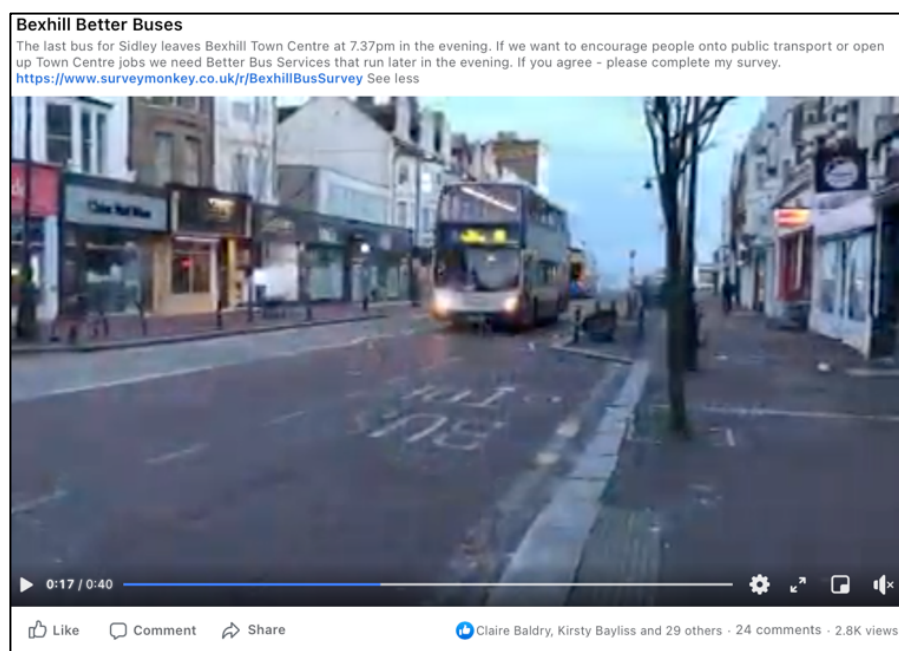 Bexhill Better Buses
The last bus for Sidley leaves Bexhill Town Centre at 7.37pm in the evening. If we want to encourage people onto public transport or open
up Town Centre jobs we need Better Bus Services that run later in the evening. If you agree - please complete my survey.
https://www.surveymonkey.co.uk/r/BexhillBusSurvey See less
BUS
0:17 / 0:40
Like Comment Share Claire Baldry, Kirsty Bayliss and 29 others · 24 comments · 2.8K views